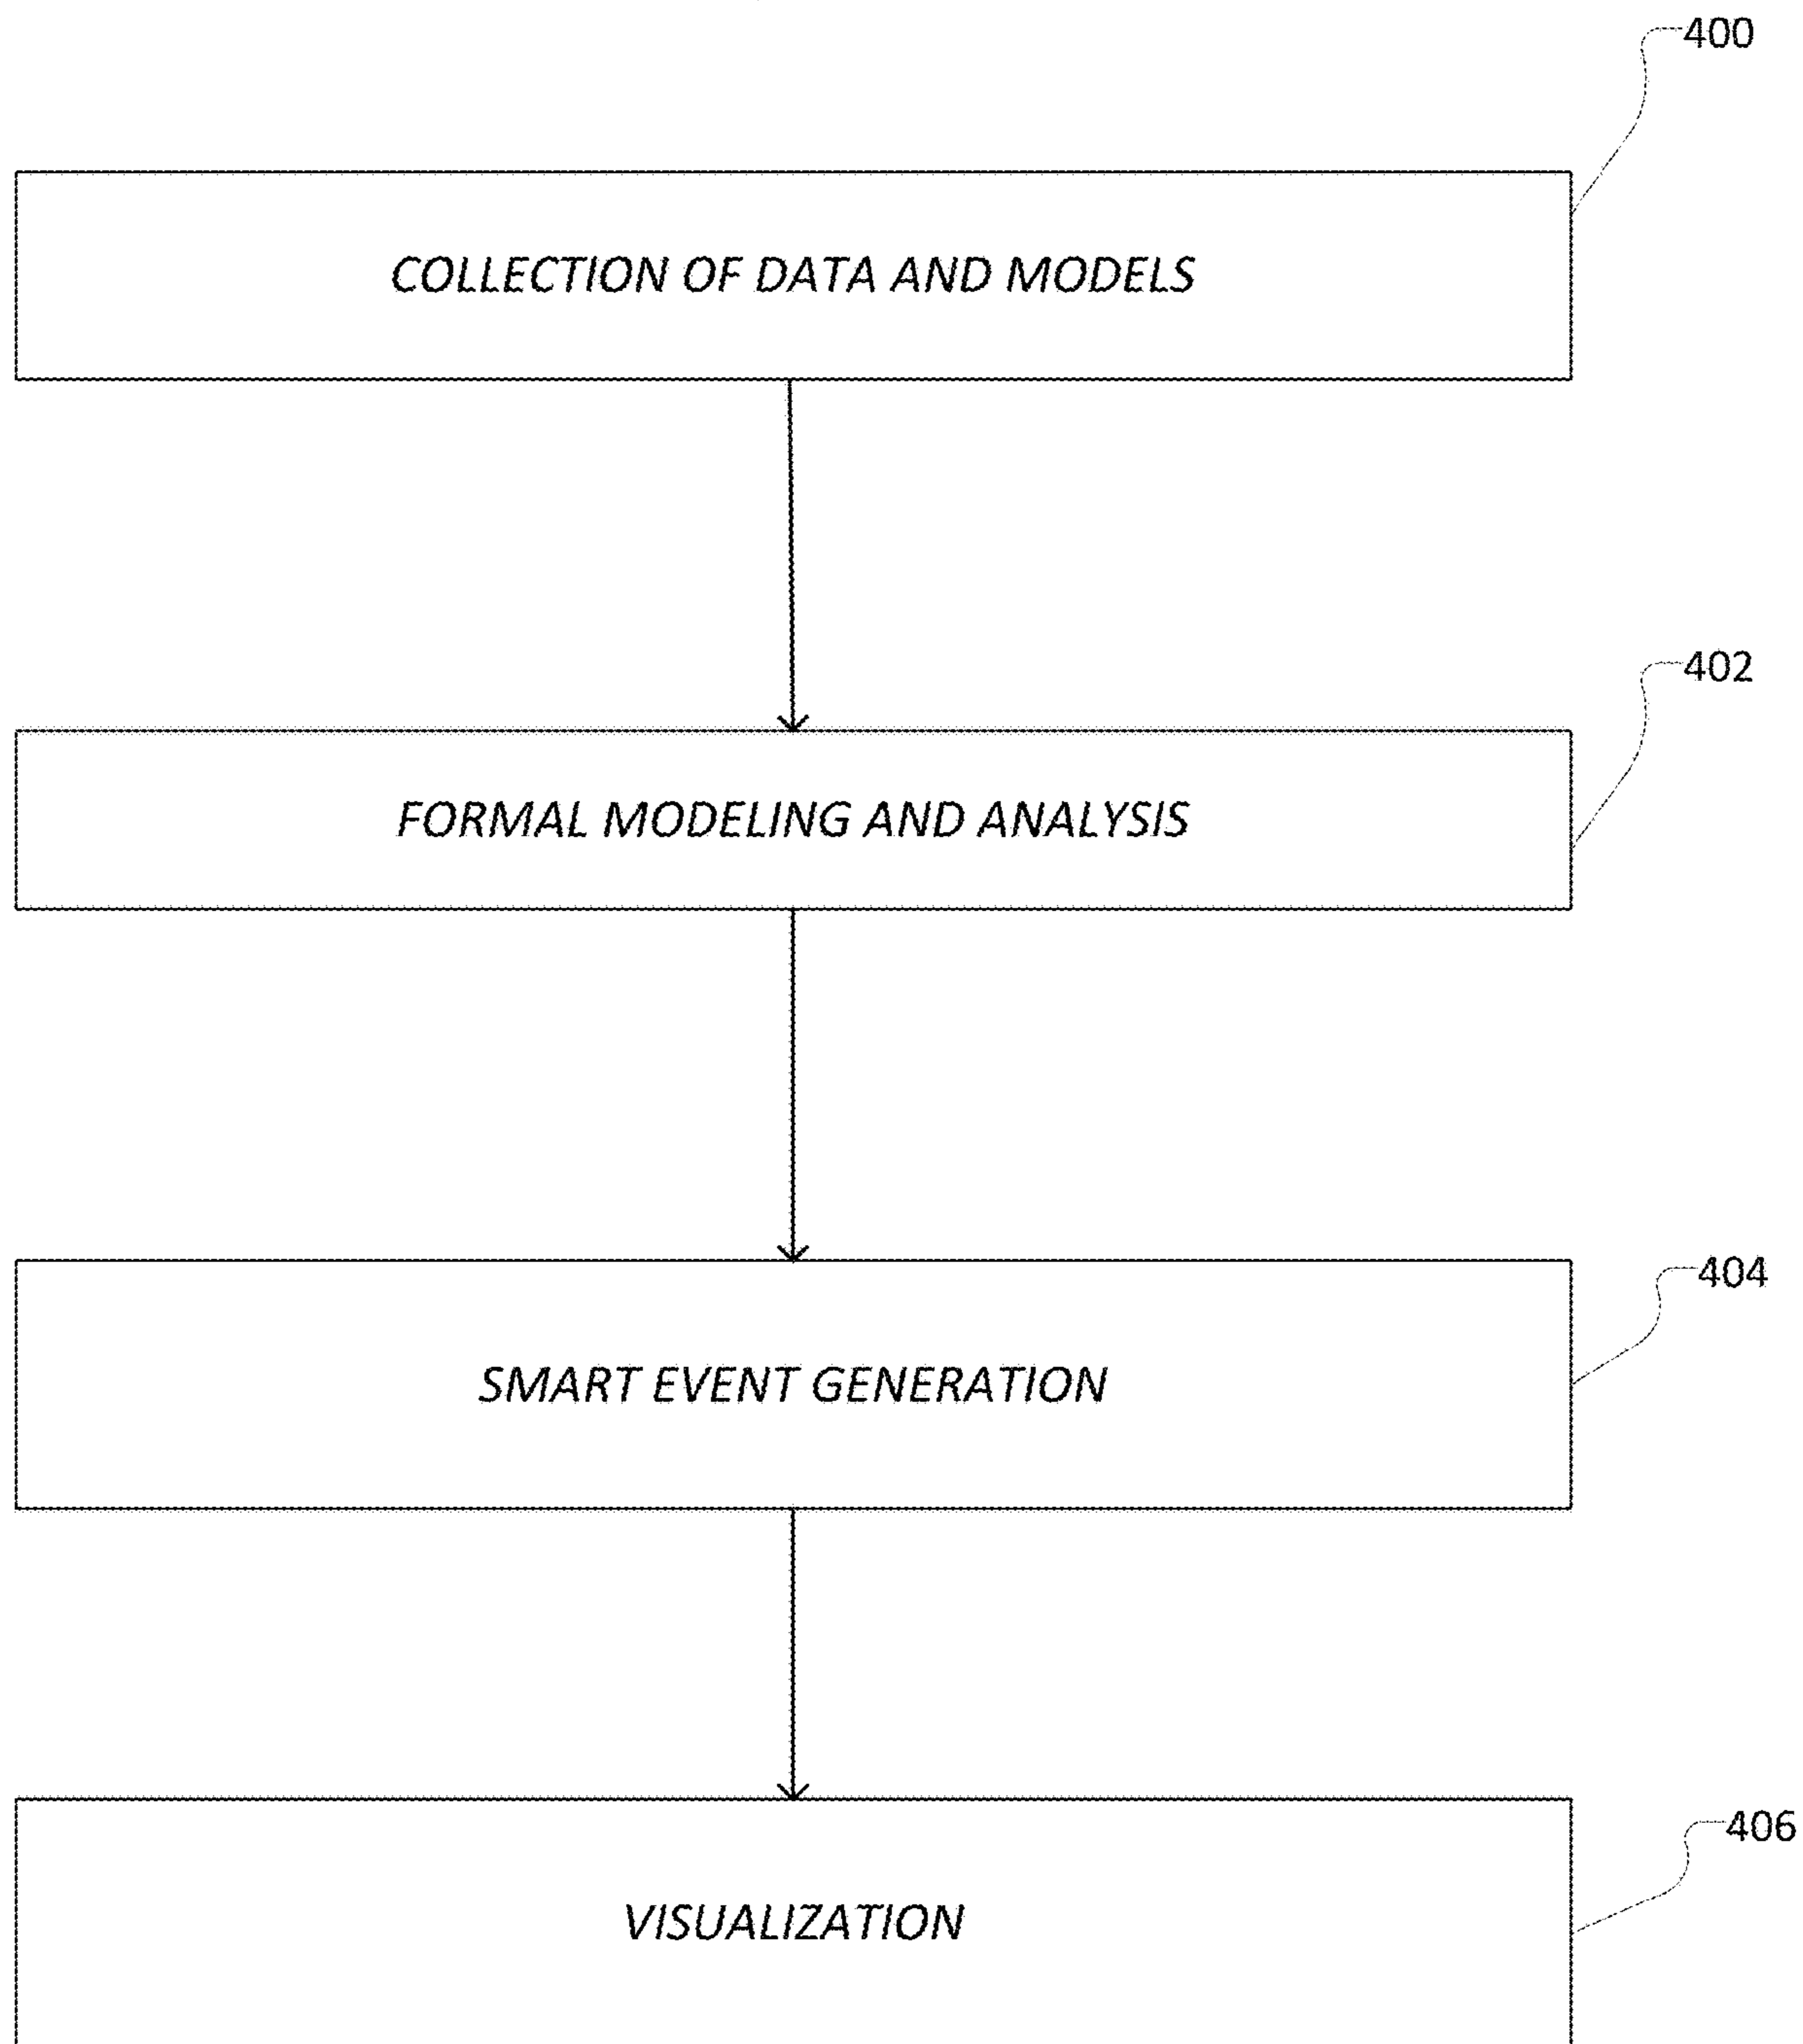 400
COLLECTION OF DATA AND MODELS
402
FORMAL MODELING AND ANALYSIS
404
SMART EVENT GENERATION
406
VISUALIZATION